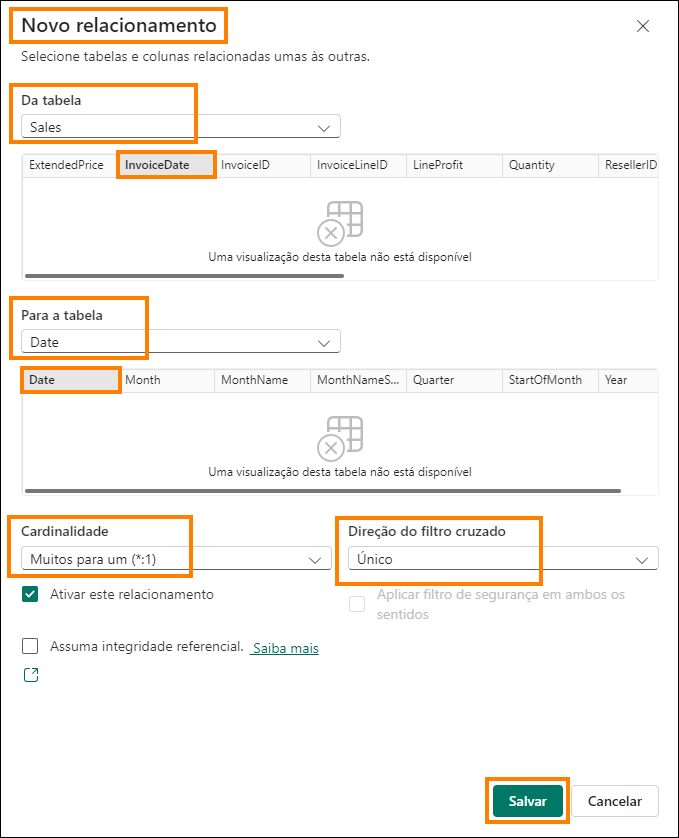 Novo relacionamento
Selecione tabelas e colunas relacionadas umas às outras.
Da tabela
Sales
ExtendedPrice InvoiceDate InvoiceID InvoiceLineID LineProfit Quantity ResellerID
Uma visualização desta tabela não está disponível
Para a tabela
Date
Date Month MonthName MonthNameS... Quarter StartOfMonth Year
Uma visualização desta tabela não está disponível
Cardinalidade Direção do filtro cruzado
Muitos para um (*:1) Único
Ativar este relacionamento Aplicar filtro de segurança em ambos os
sentidos
Assuma integridade referencial. Saiba mais
Salvar Cancelar